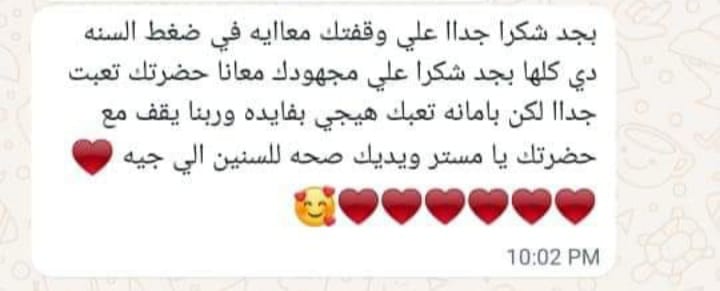 بجد شكرا جداا علي وقفتك معاايه في ضغط السنه
دي كلها بجد شكرا علي مجهودك معانا حضرتك تعبت
جداا لكن بامانه تعبك هيجي بفايده وربنا يقف مع
حضرتك يا مستر ويديك صحه للسنين الي جيه ❤️
❤️❤️❤️❤️❤️❤️🥰
10:02 PM